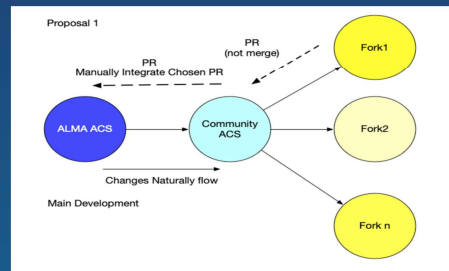 Proposal 1
PR
Manually Integrate Chosen PR
PR
(not merge)
Fork1
ALMA ACS
Community
ACS
Fork2
Changes Naturally flow
Main Development
Fork n